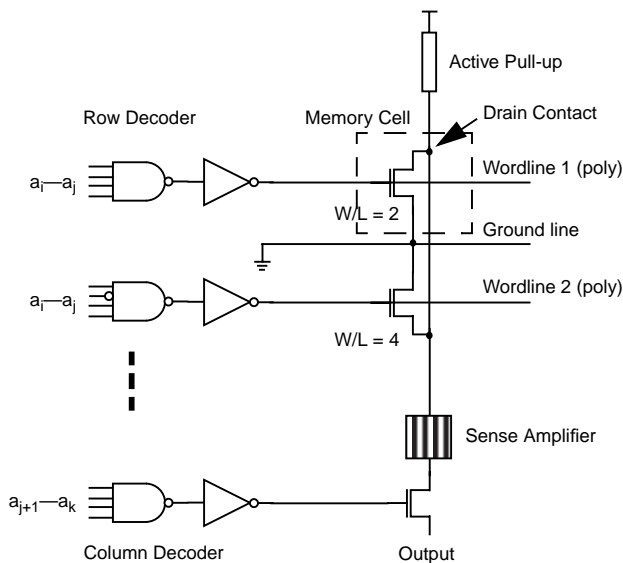 Active Pull-up
Row Decoder
Memory Cell
Drain Contact
ai—aj
Wordline 1 (poly)
W/L = 2
Ground line
ai—aj
Wordline 2 (poly)
W/L = 4
Sense Amplifier
aj+1—ak
Column Decoder
Output